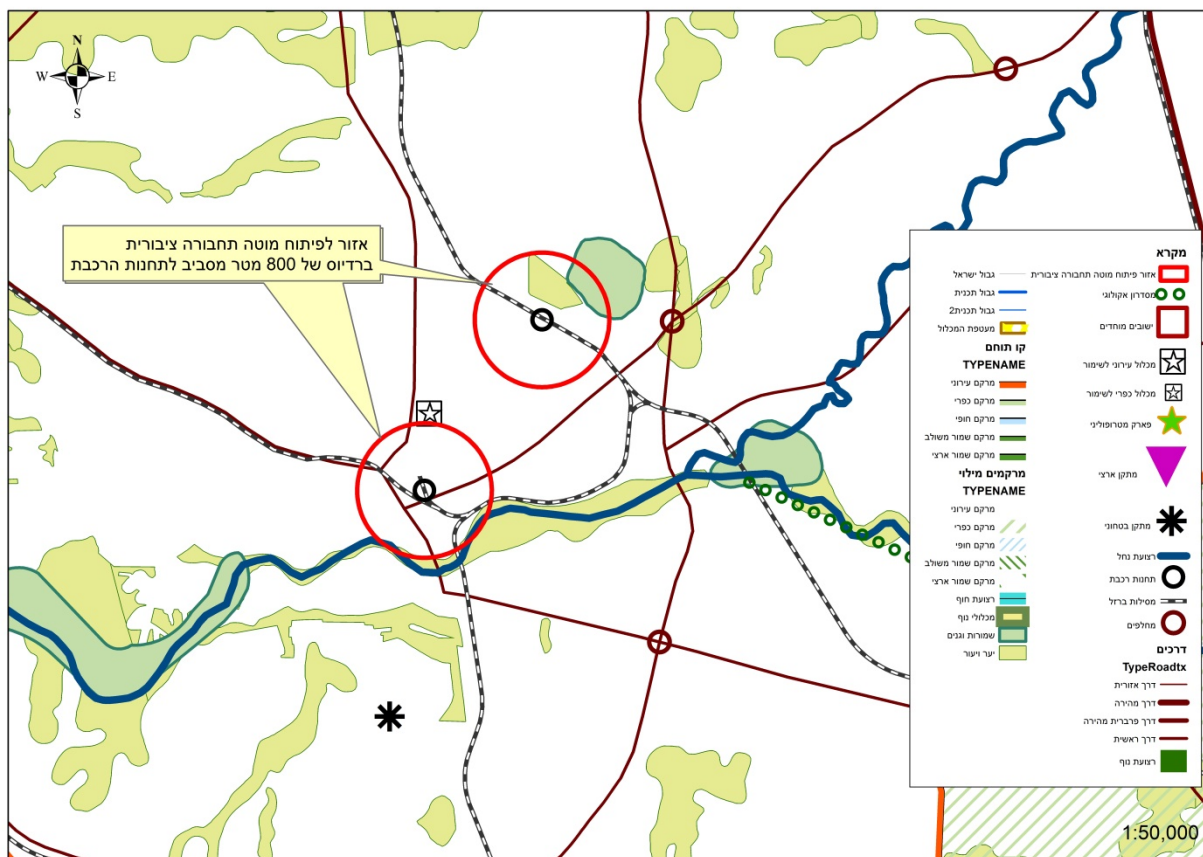 N
W E
S
אזור לפיתוח מוטה תחבורה ציבורית
ברדיוס של 800 מטר מסביב לתחנות הרכבת
מקרא
אזור פיתוח מוטה תחבורה ציבורית
מסדרון אקולוגי
ישובים מוחדים
מכלול עירוני לשימור
מכלול כפרי לשימור
פארק מטרופוליני
מתקן ארצי
מתקן בטחוני
רצועת נחל
תחנות רכבת
מסילות ברזל
מחלפים
דרכים
TypeRoadtx
דרך אזורית
דרך מהירה
דרך פרברית מהירה
דרך ראשית
רצועת נוף
גבול ישראל
גבול תכנית
גבול תכנית2
מעטפת המכלול
קו תוחם
TYPENAME
מרקם עירוני
מרקם כפרי
מרקם חופי
מרקם שמור משולב
מרקם שמור ארצי
מרקמים מילוי
TYPENAME
מרקם עירוני
מרקם כפרי
מרקם חופי
מרקם שמור משולב
מרקם שמור ארצי
רצועת חוף
מכלולי נוף
שמורות וגנים
יער ויעור
1:50,000